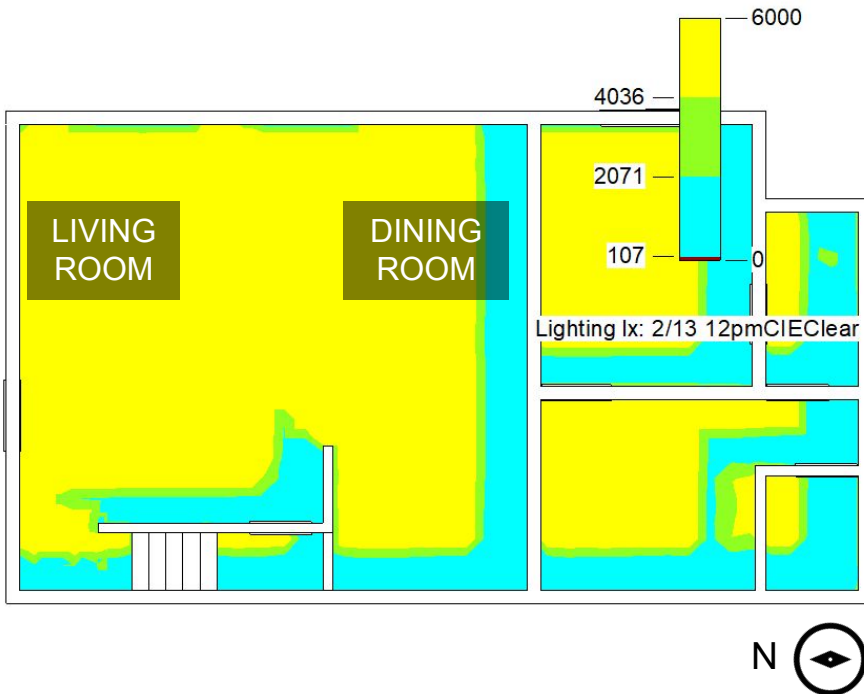 6000
4036
2071
LIVING
ROOM
DINING
ROOM
107
0
Lighting lx: 2/13 12pmCIEClear
N